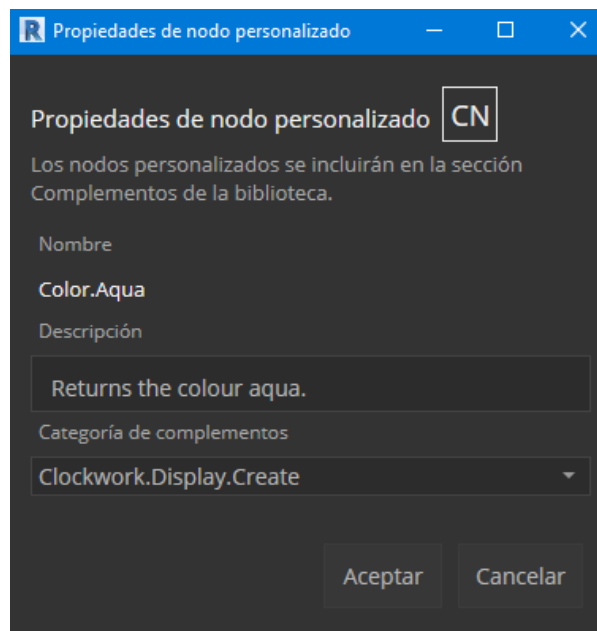 Propiedades de nodo personalizado
Propiedades de nodo personalizado CN
Los nodos personalizados se incluirán en la sección
Complementos de la biblioteca.
Nombre
Color.Aqua
Descripción
Returns the colour aqua.
Categoría de complementos
Clockwork.Display.Create
Aceptar Cancelar